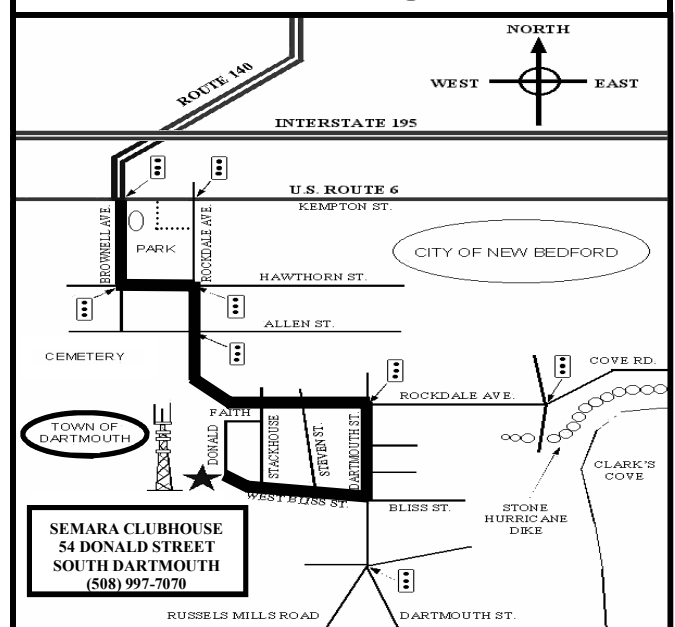 NORTH
WEST
EAST
ROUTE 140
INTERSTATE 195
U.S. ROUTE 6
KEMPTON ST.
BROWNELL AVE.
PARK
ROCKDALE AVE.
CITY OF NEW BEDFORD
HAWTHORN ST.
ALLEN ST.
CEMETERY
COVE RD.
ROCKDALE AVE.
FAITH
TOWN OF
DARTMOUTH
DONALD
STACKHOUSE
STEVEN ST.
DARTMOUTH ST.
CLARK'S
COVE
WEST BLISS ST.
BLISS ST.
STONE
HURRICANE
DIKE
SEMARA CLUBHOUSE
54 DONALD STREET
SOUTH DARTMOUTH
(508) 997-7070
RUSSELS MILLS ROAD
DARTMOUTH ST.